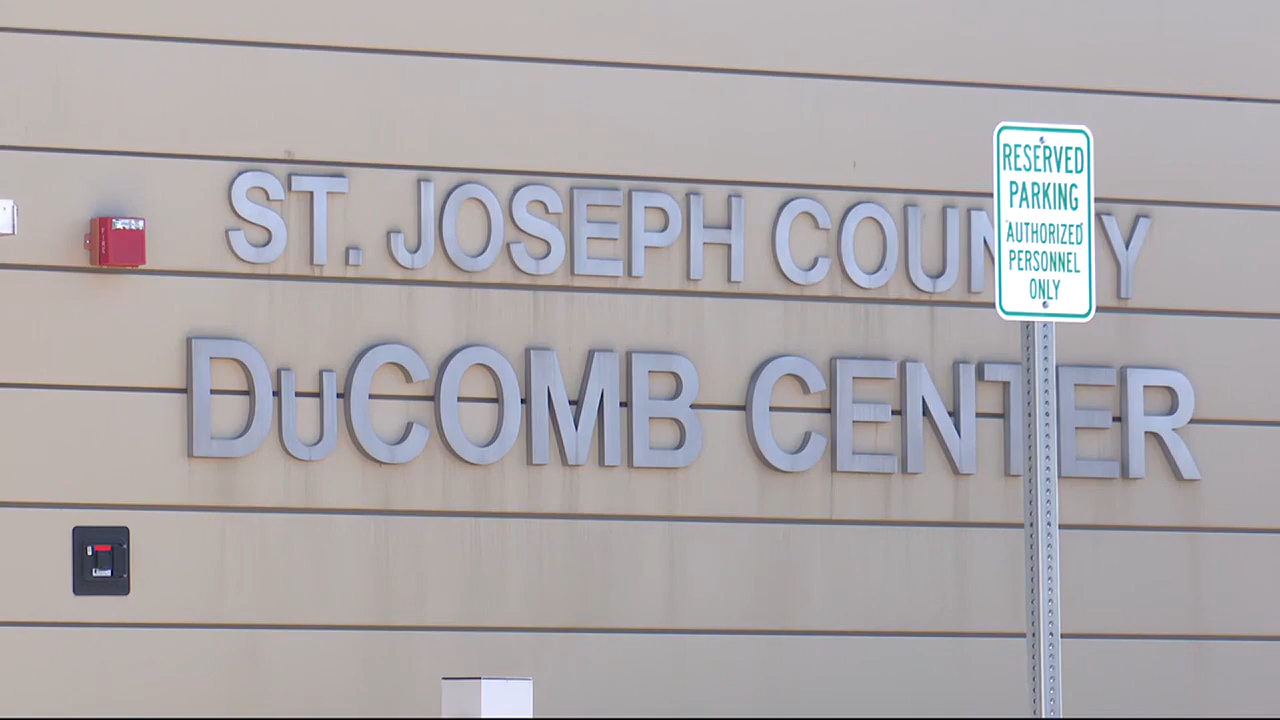 ST. JOSEPH COUNTY
DuCOMB CENTER
RESERVED
PARKING
"AUTHORIZED"
PERSONNEL
ONLY